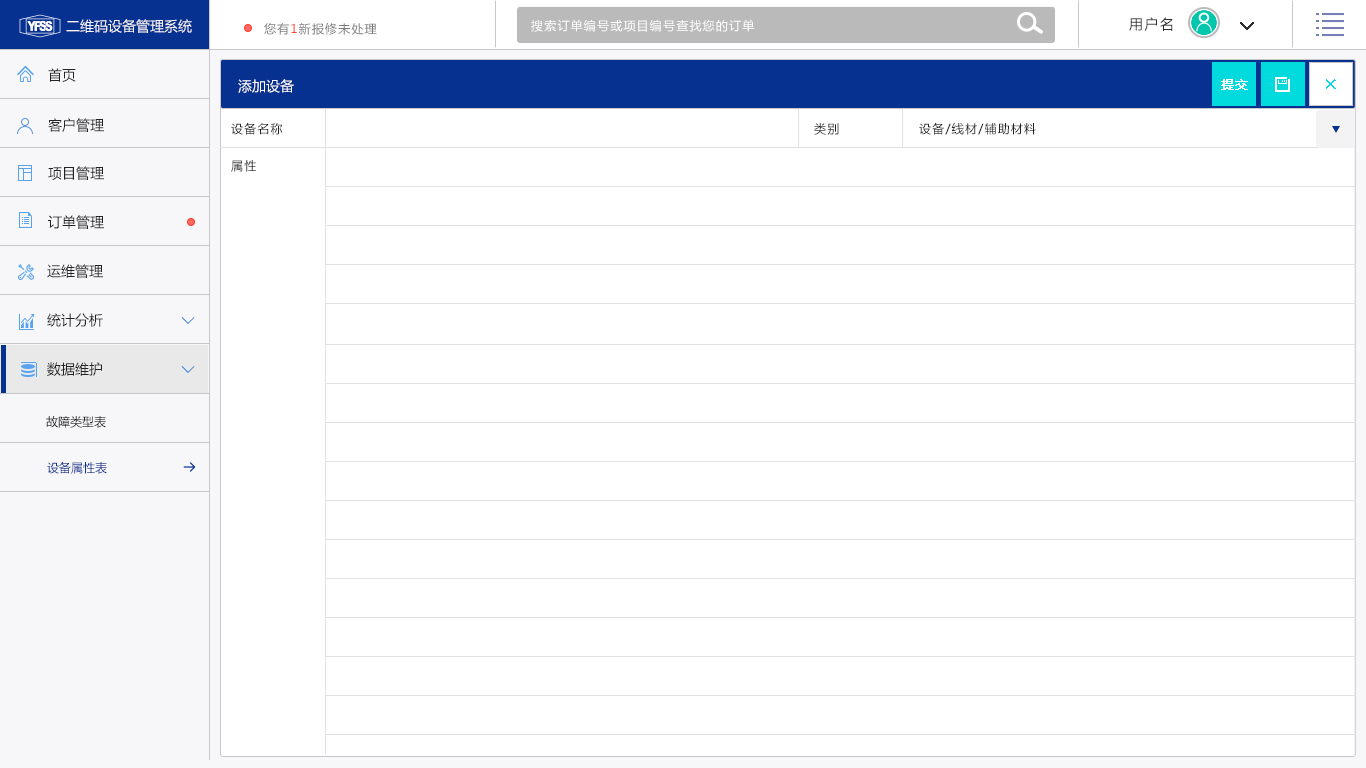 YFSS 二维码设备管理系统
您有1新报修未处理
搜索订单编号或项目编号查找您的订单
用户名
首页
客户管理
项目管理
订单管理
运维管理
统计分析
数据维护
故障类型表
设备属性表
添加设备
提交
设备名称
类别
设备/线材/辅助材料
属性